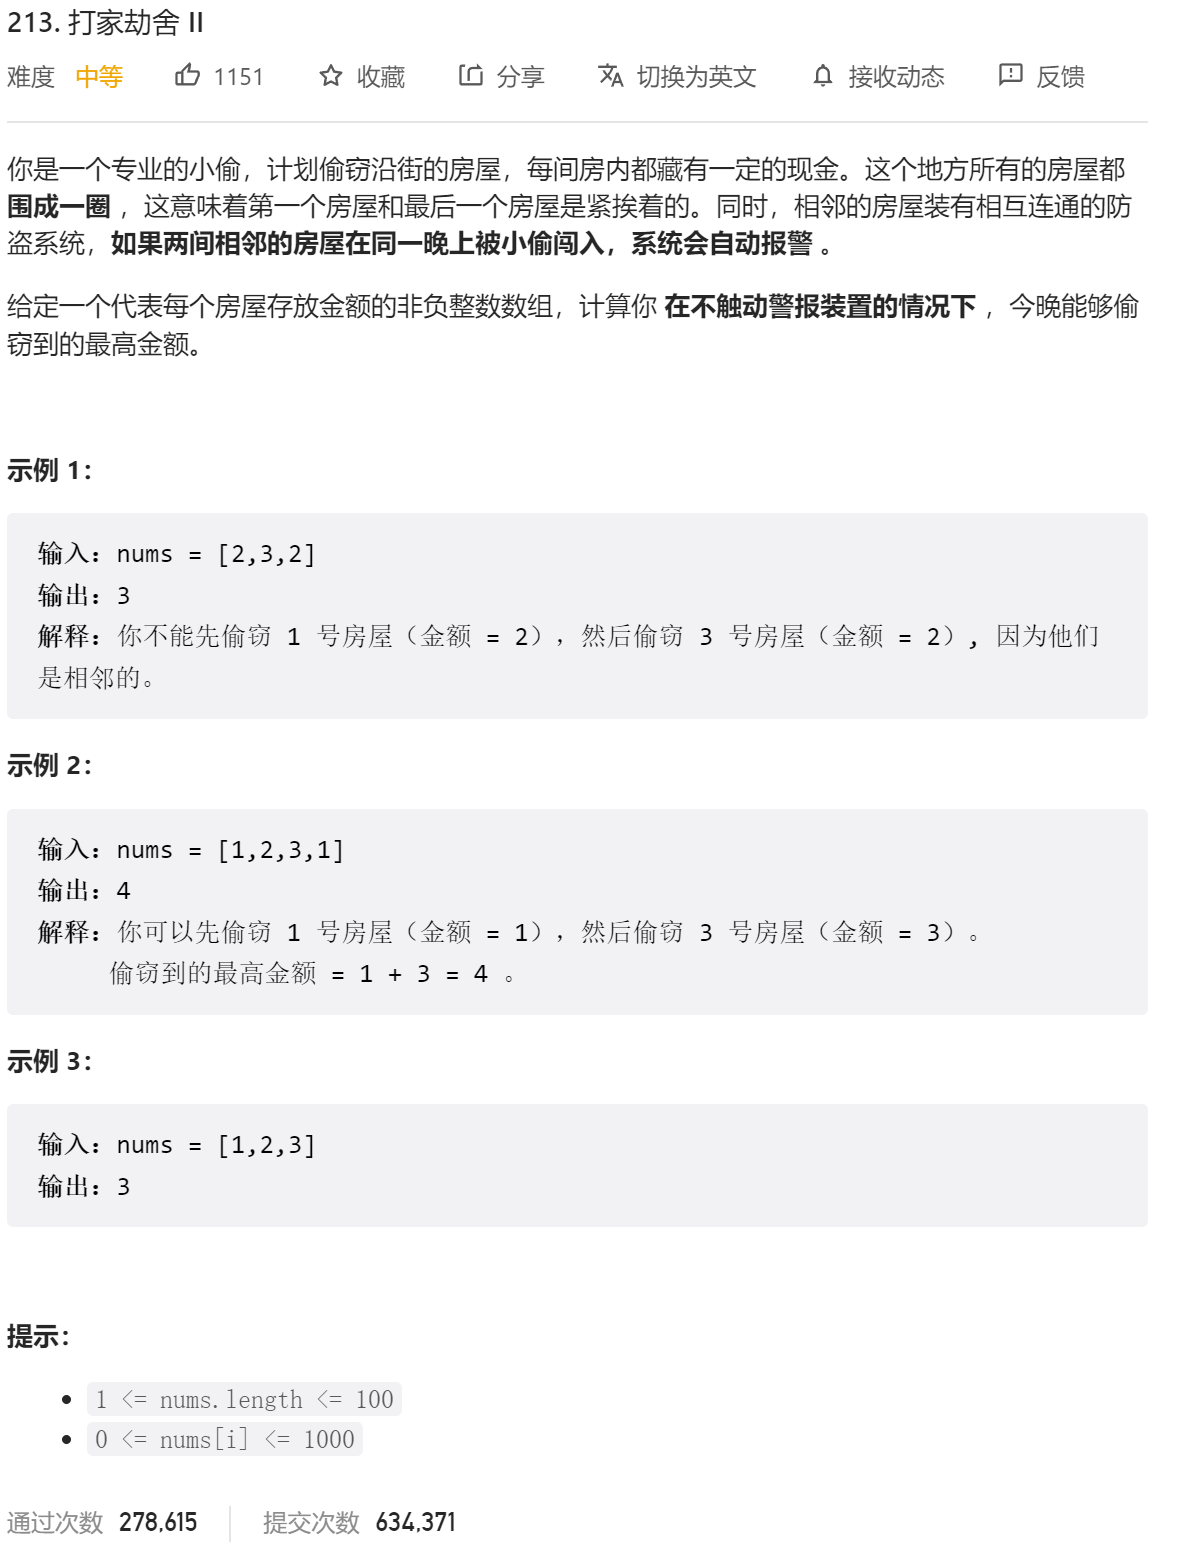 213. 打家劫舍 II
难度 中等 1151 收藏 分享 切换为英文 接收动态 反馈
你是一个专业的小偷，计划偷窃沿街的房屋，每间房内都藏有一定的现金。这个地方所有的房屋都
围成一圈 ，这意味着第一个房屋和最后一个房屋是紧挨着的。同时，相邻的房屋装有相互连通的防
盗系统，如果两间相邻的房屋在同一晚上被小偷闯入，系统会自动报警 。
给定一个代表每个房屋存放金额的非负整数数组，计算你 在不触动警报装置的情况下 ，今晚能够偷
窃到的最高金额。
示例 1：
输入：nums = [2,3,2]
输出：3
解释：你不能先偷窃 1 号房屋（金额 = 2），然后偷窃 3 号房屋（金额 = 2）, 因为他们
是相邻的。
示例 2：
输入：nums = [1,2,3,1]
输出：4
解释：你可以先偷窃 1 号房屋（金额 = 1），然后偷窃 3 号房屋（金额 = 3）。
偷窃到的最高金额 = 1 + 3 = 4 。
示例 3：
输入：nums = [1,2,3]
输出：3
提示：
• 1 <= nums.length <= 100
• 0 <= nums[i] <= 1000
通过次数 278,615 提交次数 634,371